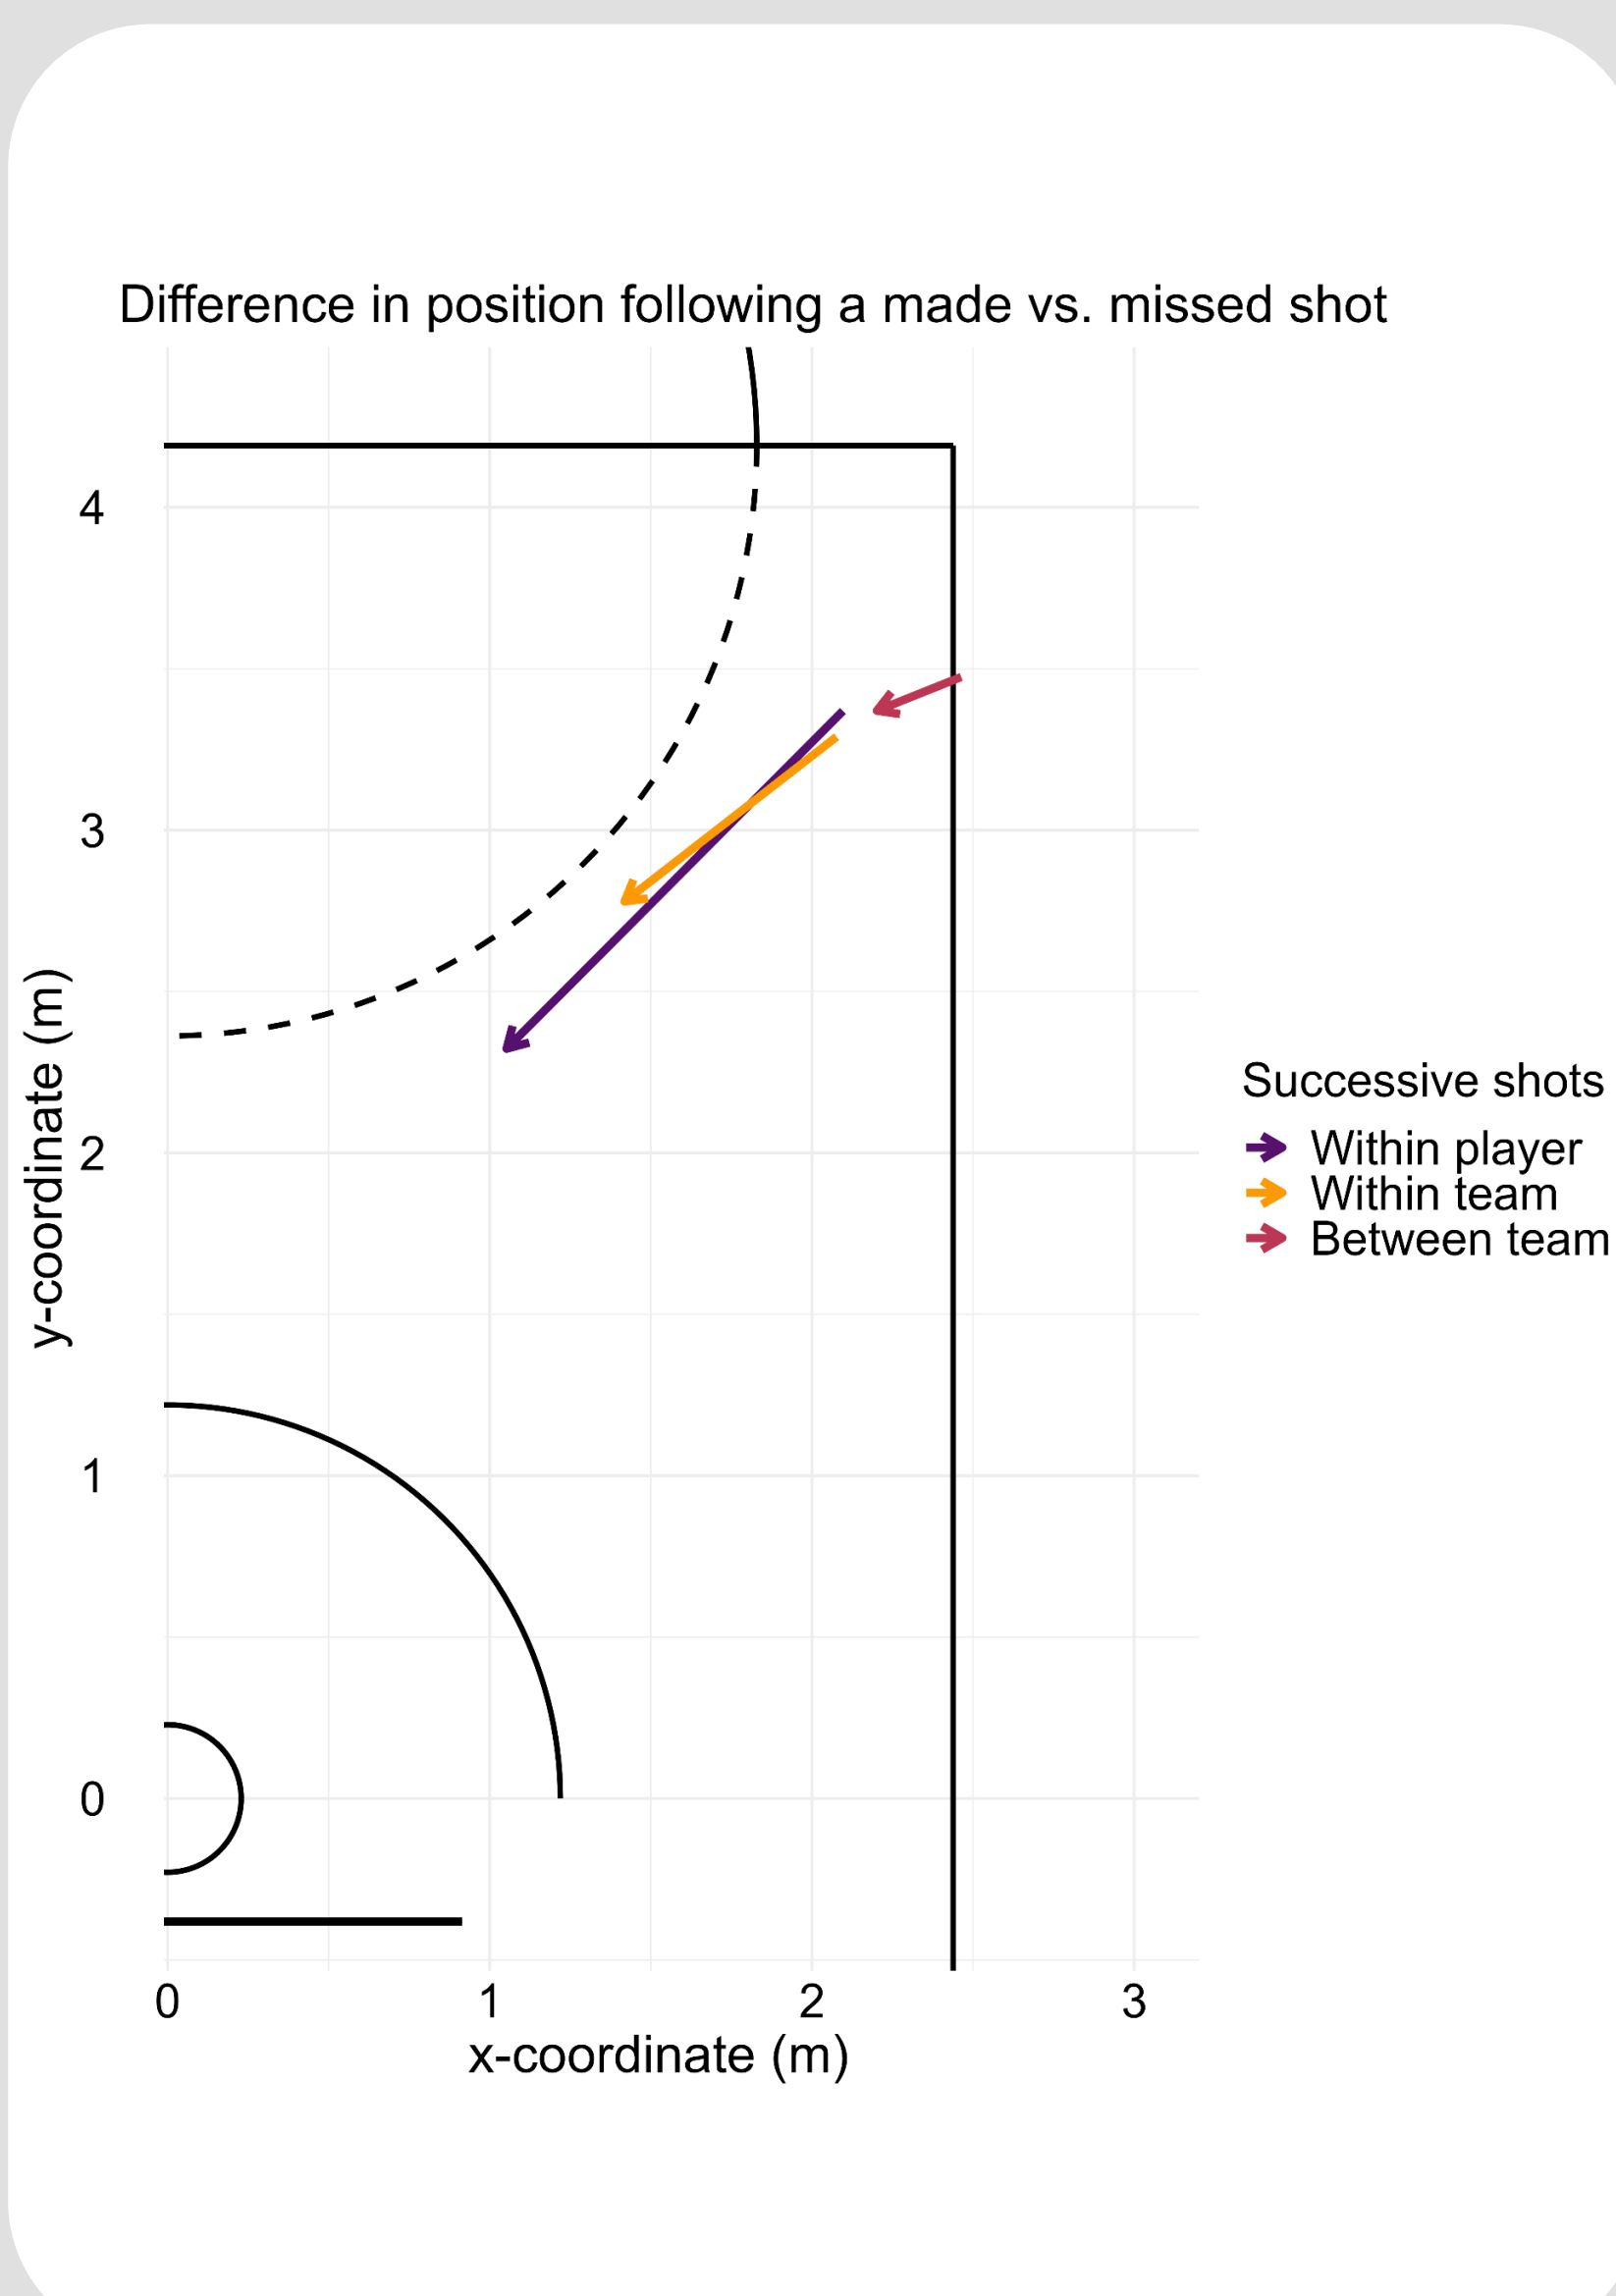 Difference in position following a made vs. missed shot
4
3
2
1
0
y-coordinate (m)
0 1 2 3
x-coordinate (m)
Successive shots
Within player
Within team
Between team